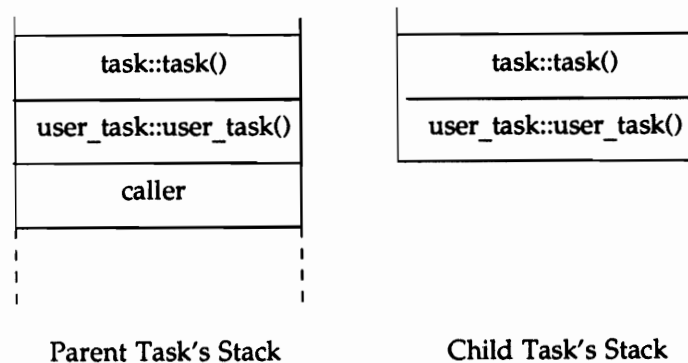 task::task()
user_task::user_task()
caller
Parent Task's Stack
task::task()
user_task::user_task()
Child Task's Stack